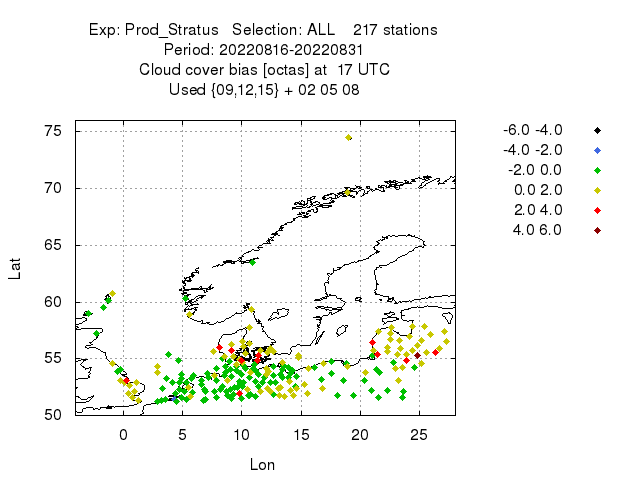 Exp: Prod_Stratus Selection: ALL 217 stations
Period: 20220816-20220831
Cloud cover bias [octas] at 17 UTC
Used {09,12,15} + 02 05 08
75
70
65
60
55
50
Lat
0 5 10 15 20 25
Lon
-6.0 -4.0
-4.0 -2.0
-2.0 0.0
0.0 2.0
2.0 4.0
4.0 6.0